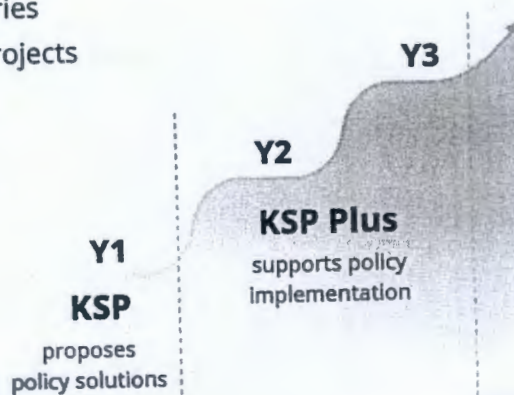 ries
rojects
Y3
Y2
KSP Plus
supports policy
implementation
Y1
KSP
proposes
policy solutions